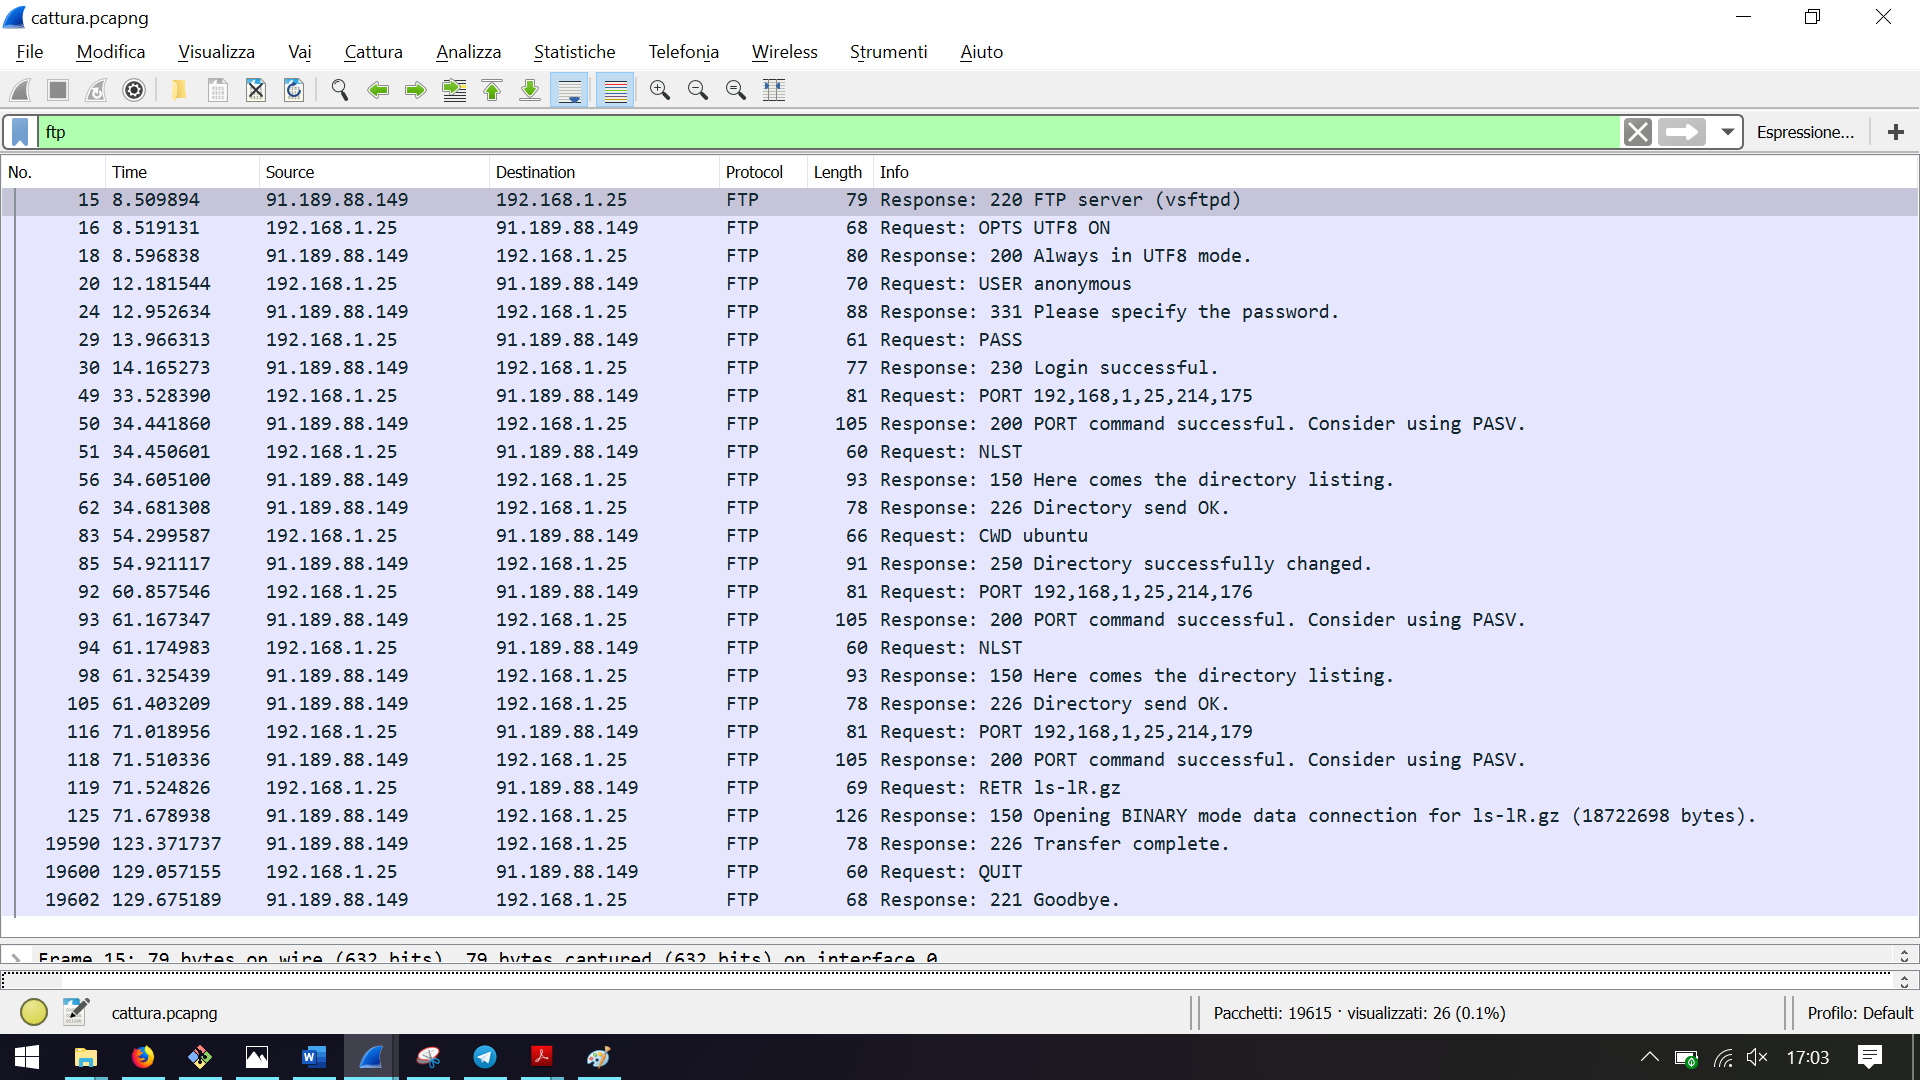 cattura.pcapng
File Modifica Visualizza Vai Cattura Analizza Statistiche Telefonia Wireless Strumenti Aiuto
ftp Espressione... +
No. Time Source Destination Protocol Length Info
15 8.509894 91.189.88.149 192.168.1.25 FTP 79 Response: 220 FTP server (vsftpd)
16 8.519131 192.168.1.25 91.189.88.149 FTP 68 Request: OPTS UTF8 ON
18 8.596838 91.189.88.149 192.168.1.25 FTP 80 Response: 200 Always in UTF8 mode.
20 12.181544 192.168.1.25 91.189.88.149 FTP 70 Request: USER anonymous
24 12.952634 91.189.88.149 192.168.1.25 FTP 88 Response: 331 Please specify the password.
29 13.966313 192.168.1.25 91.189.88.149 FTP 61 Request: PASS
30 14.165273 91.189.88.149 192.168.1.25 FTP 77 Response: 230 Login successful.
49 33.528390 192.168.1.25 91.189.88.149 FTP 81 Request: PORT 192,168,1,25,214,175
50 34.441860 91.189.88.149 192.168.1.25 FTP 105 Response: 200 PORT command successful. Consider using PASV.
51 34.450601 192.168.1.25 91.189.88.149 FTP 60 Request: NLST
56 34.605100 91.189.88.149 192.168.1.25 FTP 93 Response: 150 Here comes the directory listing.
62 34.681308 91.189.88.149 192.168.1.25 FTP 78 Response: 226 Directory send OK.
83 54.299587 192.168.1.25 91.189.88.149 FTP 66 Request: CWD ubuntu
85 54.921117 91.189.88.149 192.168.1.25 FTP 91 Response: 250 Directory successfully changed.
92 60.857546 192.168.1.25 91.189.88.149 FTP 81 Request: PORT 192,168,1,25,214,176
93 61.167347 91.189.88.149 192.168.1.25 FTP 105 Response: 200 PORT command successful. Consider using PASV.
94 61.174983 192.168.1.25 91.189.88.149 FTP 60 Request: NLST
98 61.325439 91.189.88.149 192.168.1.25 FTP 93 Response: 150 Here comes the directory listing.
105 61.403209 91.189.88.149 192.168.1.25 FTP 78 Response: 226 Directory send OK.
116 71.018956 192.168.1.25 91.189.88.149 FTP 81 Request: PORT 192,168,1,25,214,179
118 71.510336 91.189.88.149 192.168.1.25 FTP 105 Response: 200 PORT command successful. Consider using PASV.
119 71.524826 192.168.1.25 91.189.88.149 FTP 69 Request: RETR ls-lR.gz
125 71.678938 91.189.88.149 192.168.1.25 FTP 126 Response: 150 Opening BINARY mode data connection for ls-lR.gz (18722698 bytes).
19590 123.371737 91.189.88.149 192.168.1.25 FTP 78 Response: 226 Transfer complete.
19600 129.057155 192.168.1.25 91.189.88.149 FTP 60 Request: QUIT
19602 129.675189 91.189.88.149 192.168.1.25 FTP 68 Response: 221 Goodbye.
Frame 15: 79 bytes on wire (632 bits), 79 bytes captured (632 bits) on interface 0
cattura.pcapng Pacchetti: 19615 · visualizzati: 26 (0.1%) Profilo: Default
17:03